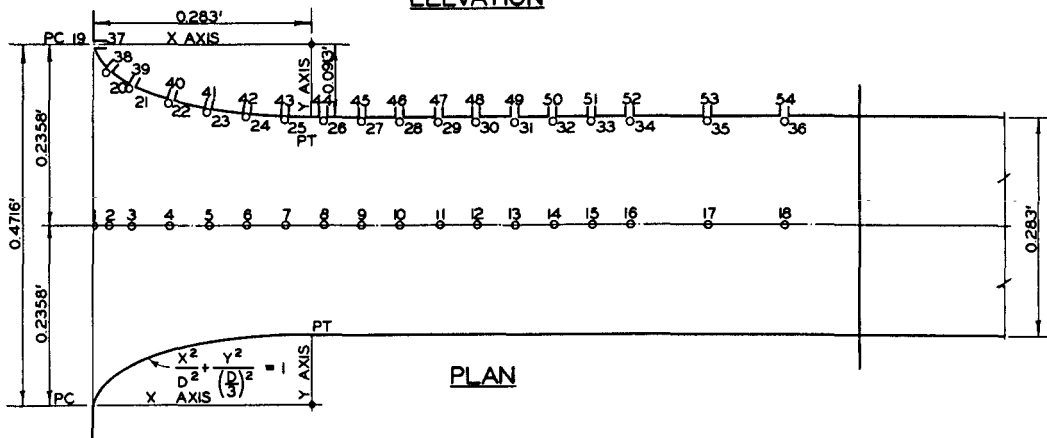 ELEVATION
0.283'
PC 19 37 X AXIS
38 39 40 41 42 43 44 45 46 47 48 49 50 51 52 53 54
20 21 22 23 24 25 26 27 28 29 30 31 32 33 34 35 36
0.0913'
Y AXIS
PT
0.2358'
0.4716'
0.2358'
1 2 3 4 5 6 7 8 9 10 11 12 13 14 15 16 17 18
0.283'
PT
X²/D² + Y²/(D/3)² = 1
Y AXIS
PC X AXIS
PLAN